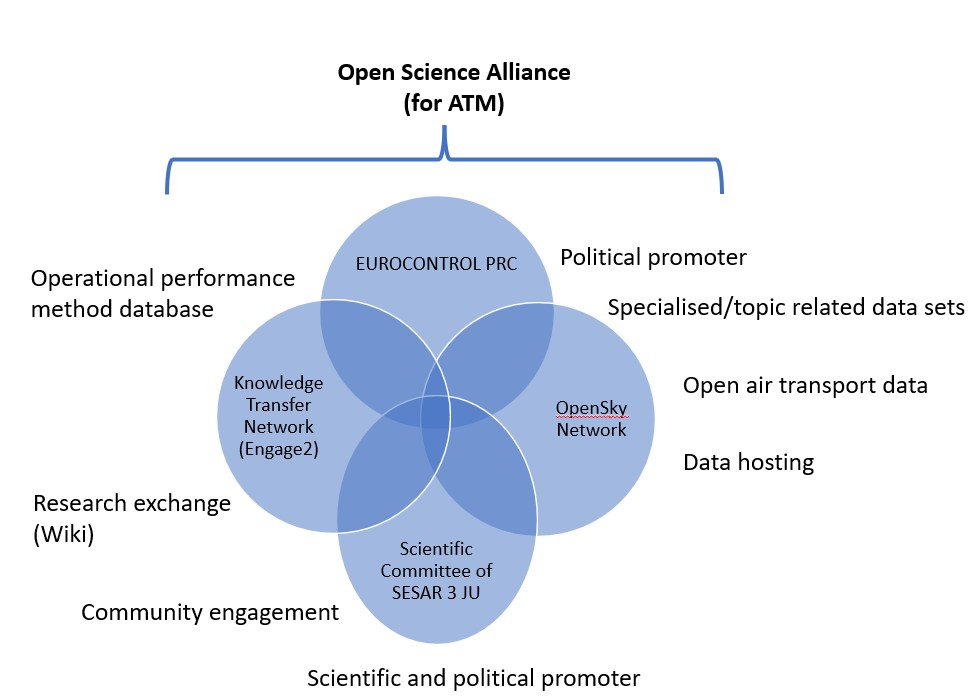 Open Science Alliance
(for ATM)
EUROCONTROL PRC
Political promoter
Operational performance
method database
Specialised/topic related data sets
Knowledge
Transfer
Network
(Engage2)
OpenSky
Network
Open air transport data
Data hosting
Research exchange
(Wiki)
Scientific
Committee of
SESAR 3 JU
Community engagement
Scientific and political promoter